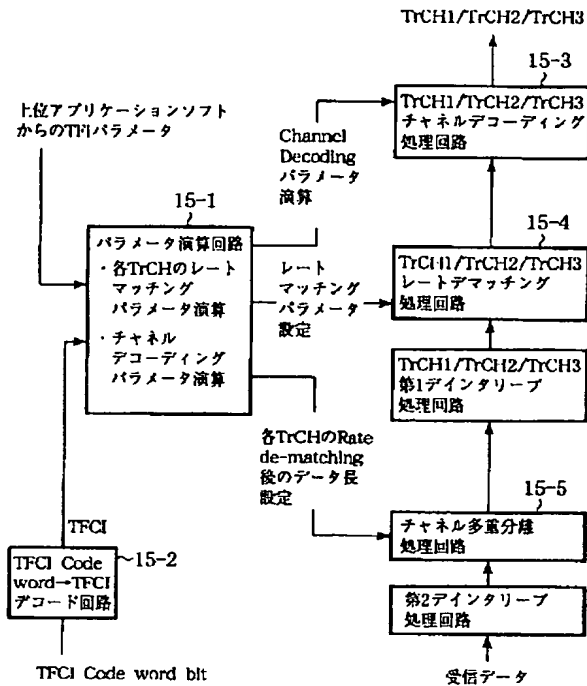 TrCH1/TrCH2/TrCH3
15-3
TrCH1/TrCH2/TrCH3
チャネルデコーディング
処理回路
上位アプリケーションソフト
からのTFIパラメータ
Channel
Decoding
パラメータ
演算
15-1
パラメータ演算回路
・各TrCHのレート
マッチング
パラメータ演算
・チャネル
デコーディング
パラメータ演算
レート
マッチング
パラメータ
設定
15-4
TrCH1/TrCH2/TrCH3
レートデマッチング
処理回路
TrCH1/TrCH2/TrCH3
第1デインタリーブ
処理回路
各TrCHのRate
de-matching
後のデータ長
設定
15-5
チャネル多重分離
処理回路
TFCI
15-2
TFCI Code
word→TFCI
デコード回路
第2デインタリーブ
処理回路
TFCI Code word bit
受信データ